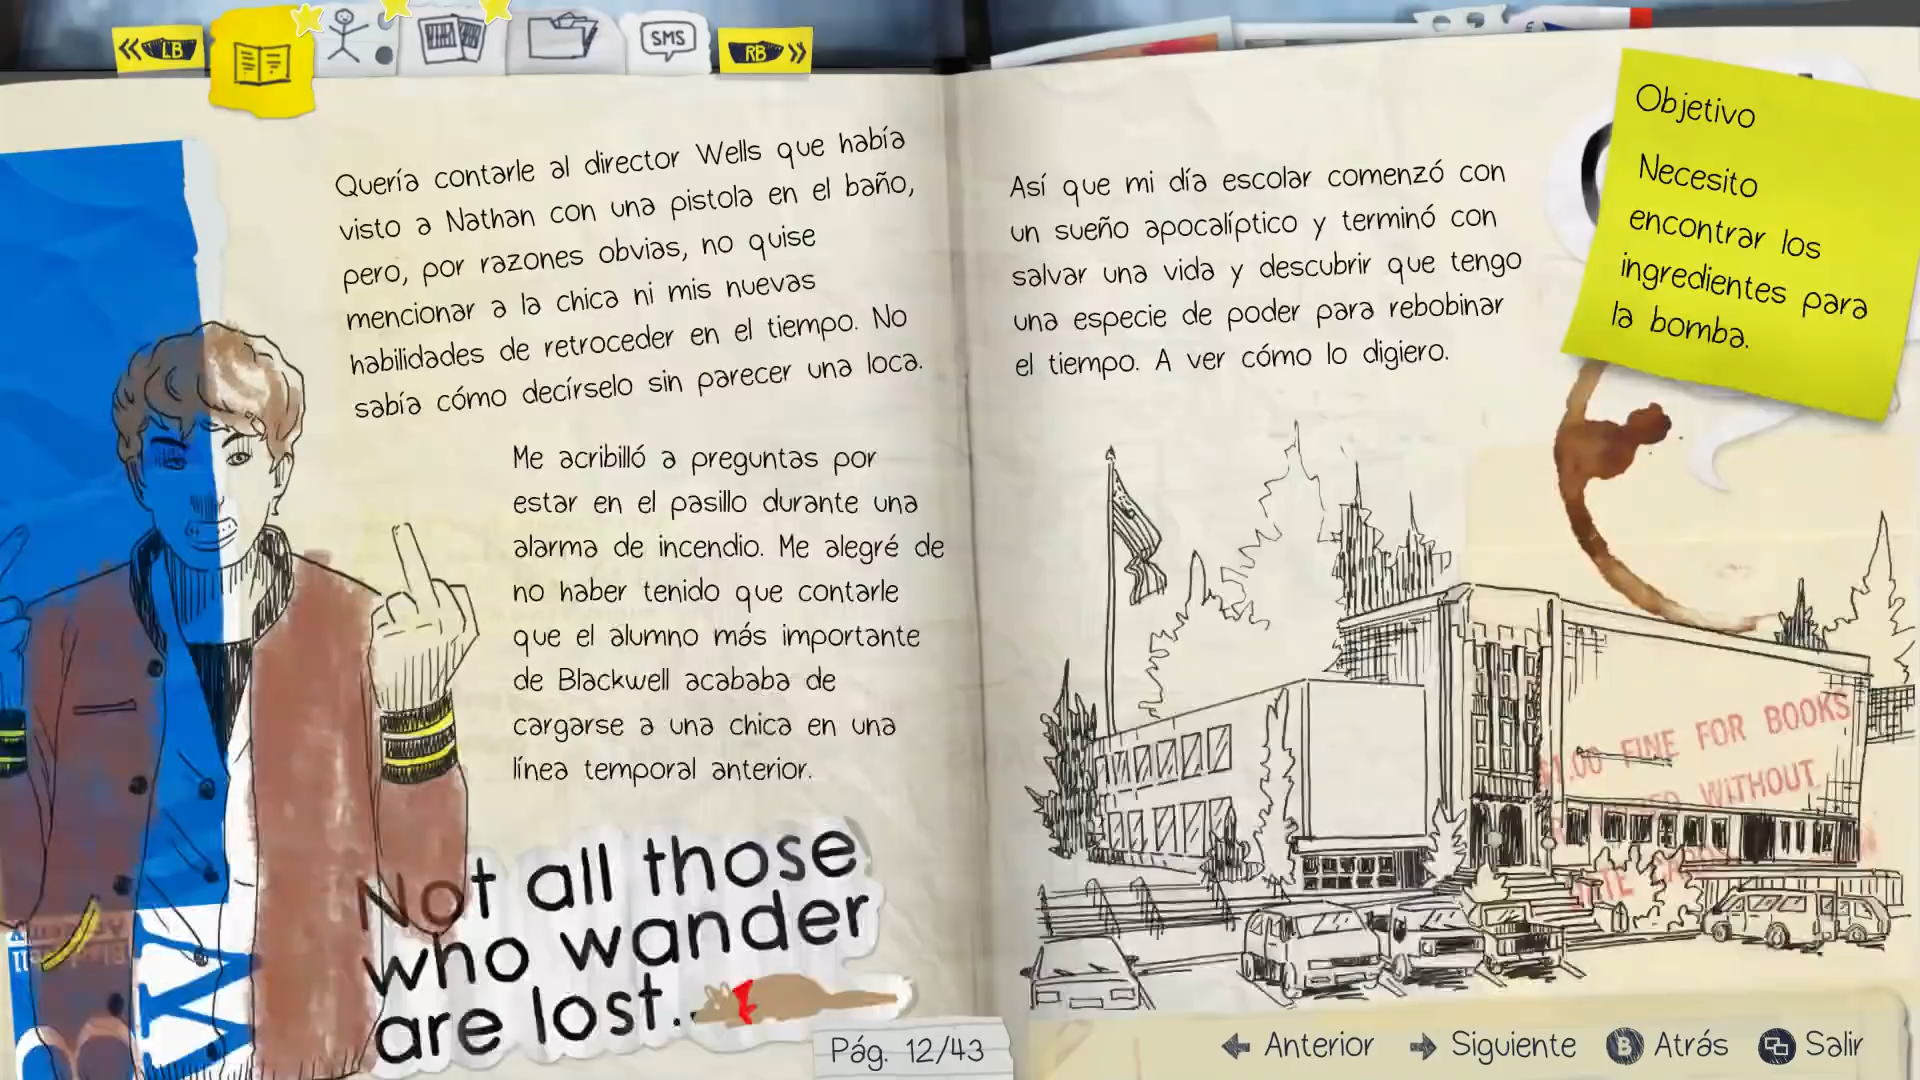 LB
SMS
RB
Quería contarle al director Wells que había
visto a Nathan con una pistola en el baño,
pero, por razones obvias, no quise
mencionar a la chica ni mis nuevas
habilidades de retroceder en el tiempo. No
sabía cómo decírselo sin parecer una loca.
Me acribilló a preguntas por
estar en el pasillo durante una
alarma de incendio. Me alegré de
no haber tenido que contarle
que el alumno más importante
de Blackwell acababa de
cargarse a una chica en una
línea temporal anterior.
Not all those
who wander
are lost..
Así que mi día escolar comenzó con
un sueño apocalíptico y terminó con
salvar una vida y descubrir que tengo
una especie de poder para rebobinar
el tiempo. A ver cómo lo digiero.
Objetivo
Necesito
encontrar los
ingredientes para
la bomba.
$1.00 FINE FOR BOOKS
WITHOUT
Pág. 12/43
Anterior
Siguiente
B Atrás
Salir